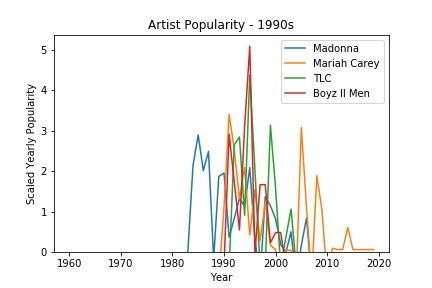 Artist Popularity - 1990s
Scaled Yearly Popularity
5
4
3
2
1
0
Madonna
Mariah Carey
TLC
Boyz II Men
1960 1970 1980 1990 2000 2010 2020
Year